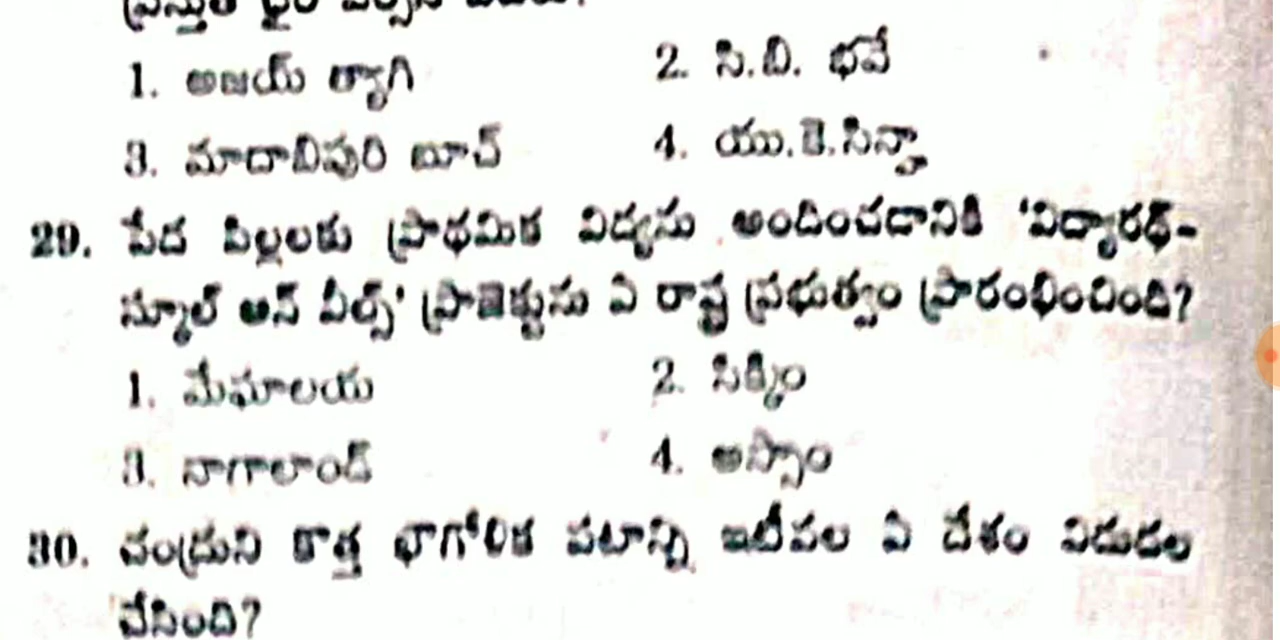 1. అజయ్ త్యాగి 2. సి.బి. భవే
3. మాదాబిపురి బూచ్ 4. యు.కె.సిన్హా
29. పేద పిల్లలకు ప్రాథమిక విద్యను అందించడానికి 'విద్యారథ్-
స్కూల్ ఆన్ వీల్స్' ప్రాజెక్టును ఏ రాష్ట్ర ప్రభుత్వం ప్రారంభించింది?
1. మేఘాలయ 2. సిక్కిం
3. నాగాలాండ్ 4. అస్సాం
30. చంద్రుని కొత్త భాగోళిక పటాన్ని ఇటీవల ఏ దేశం విడుదల
చేసింది?